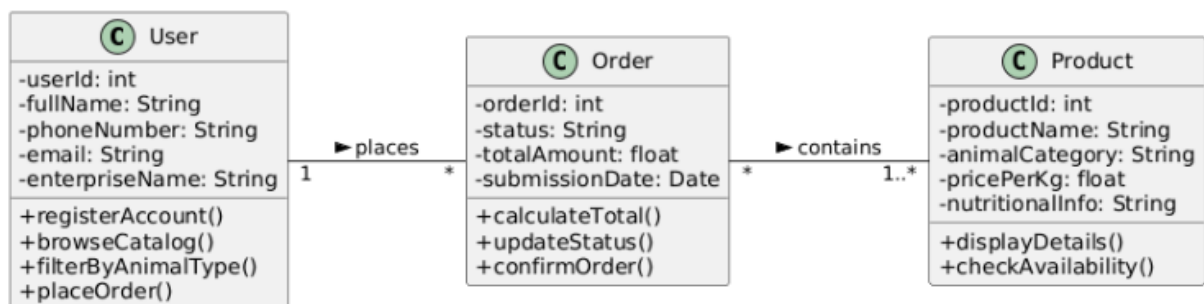 C User
-userId: int
-fullName: String
-phoneNumber: String
-email: String
-enterpriseName: String
+registerAccount()
+browseCatalog()
+filterByAnimalType()
+placeOrder()
places
1
*
C Order
-orderId: int
-status: String
-totalAmount: float
-submissionDate: Date
+calculateTotal()
+updateStatus()
+confirmOrder()
contains
*
1..*
C Product
-productId: int
-productName: String
-animalCategory: String
-pricePerKg: float
-nutritionalInfo: String
+displayDetails()
+checkAvailability()